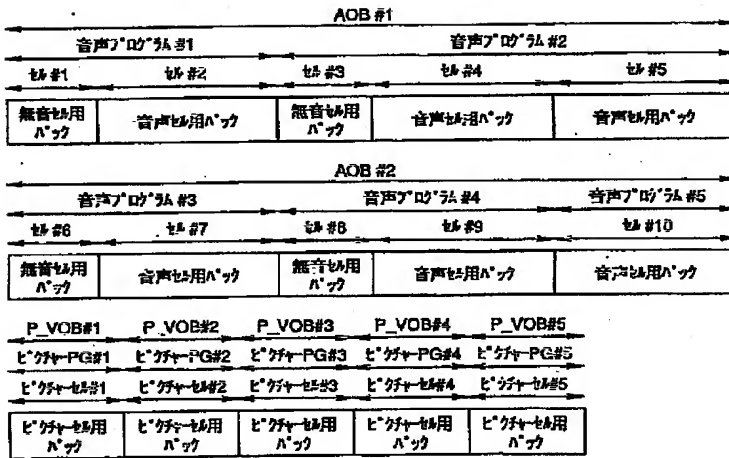 AOB #1
音声プログラム #1 音声プログラム #2
セル #1 セル #2 セル #3 セル #4 セル #5
無音セル用パック 音声セル用パック 無音セル用パック 音声セル用パック 音声セル用パック
AOB #2
音声プログラム #3 音声プログラム #4 音声プログラム #5
セル #6 セル #7 セル #8 セル #9 セル #10
無音セル用パック 音声セル用パック 無音セル用パック 音声セル用パック 音声セル用パック
P_VOB#1 P_VOB#2 P_VOB#3 P_VOB#4 P_VOB#5
ピクチャーPG#1 ピクチャーPG#2 ピクチャーPG#3 ピクチャーPG#4 ピクチャーPG#5
ピクチャーセル#1 ピクチャーセル#2 ピクチャーセル#3 ピクチャーセル#4 ピクチャーセル#5
ピクチャーセル用パック ピクチャーセル用パック ピクチャーセル用パック ピクチャーセル用パック ピクチャーセル用パック